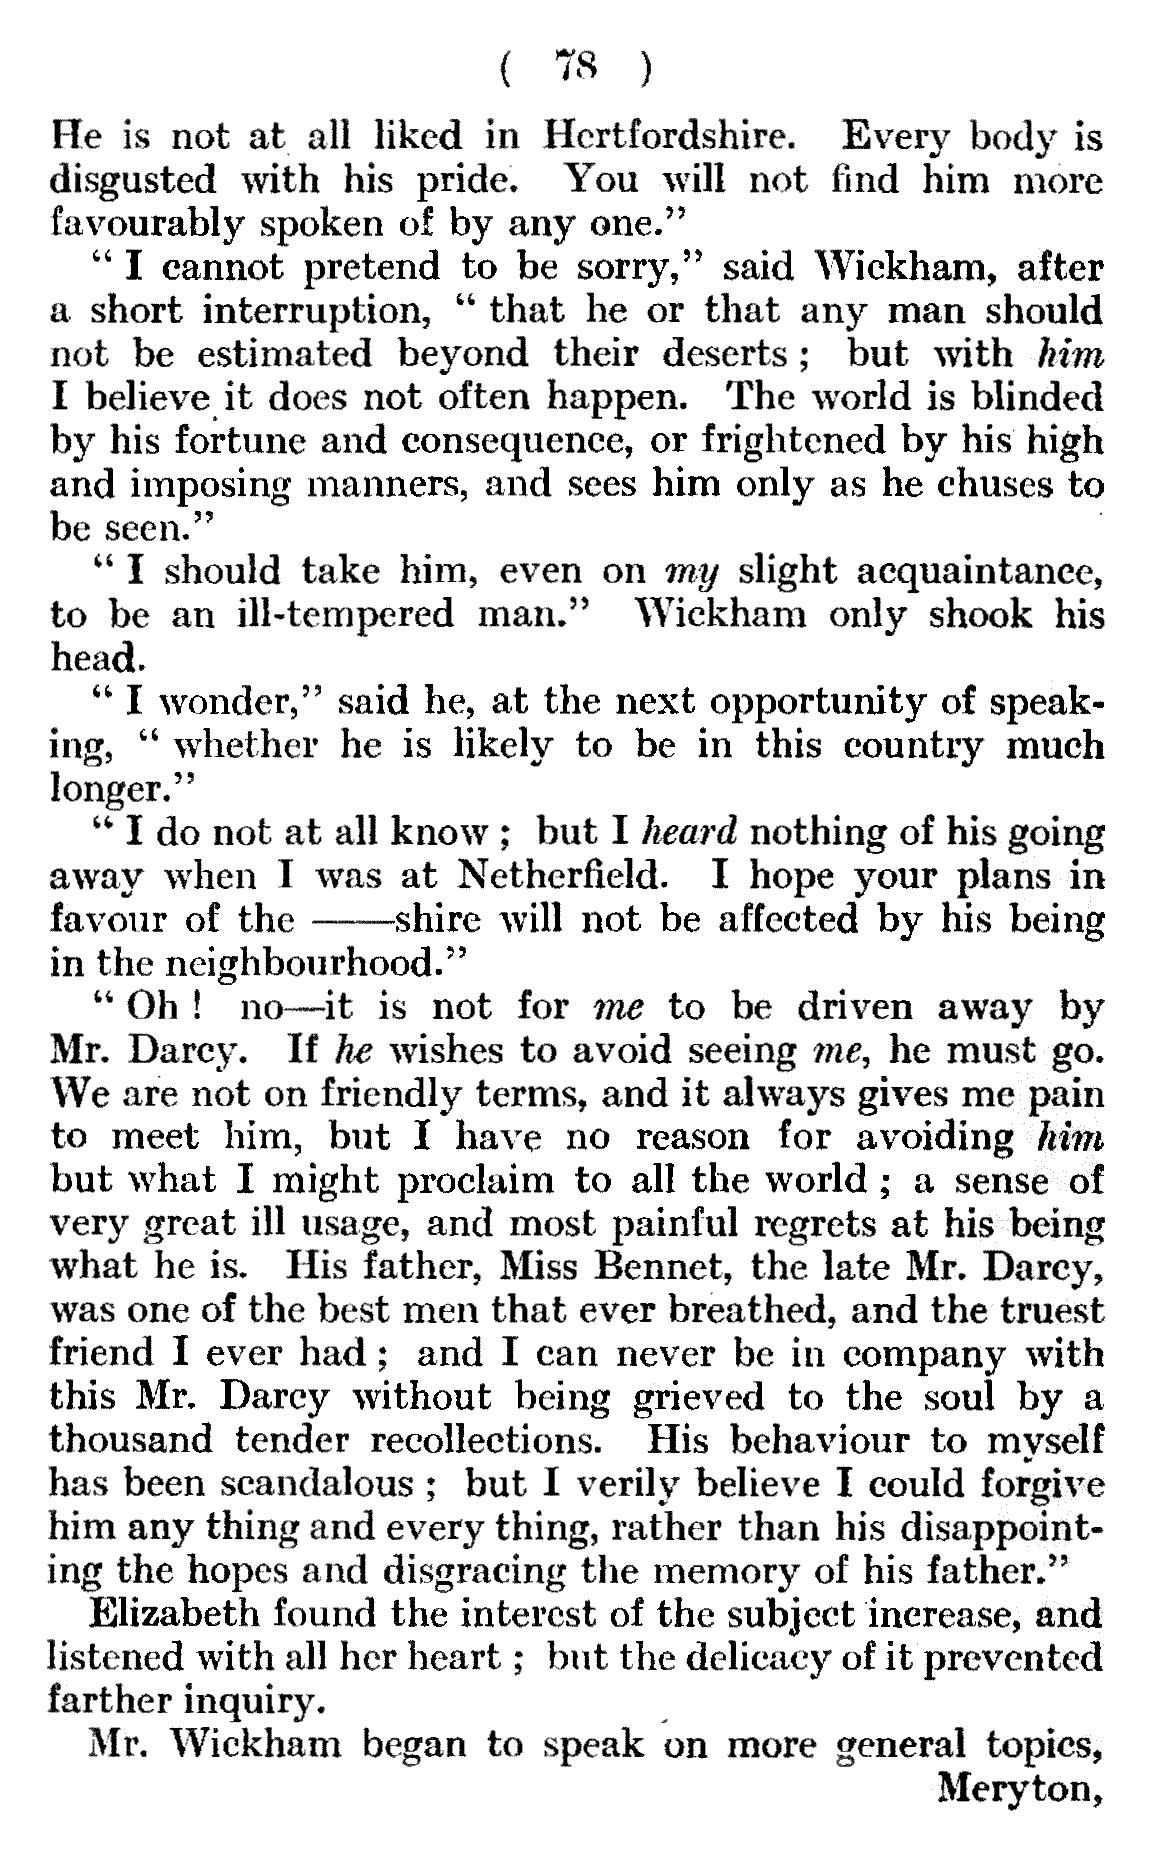 ( 78 )
He is not at all liked in Hertfordshire. Every body is
disgusted with his pride. You will not find him more
favourably spoken of by any one.”
“ I cannot pretend to be sorry,” said Wickham, after
a short interruption, “ that he or that any man should
not be estimated beyond their deserts ; but with him
I believe it does not often happen. The world is blinded
by his fortune and consequence, or frightened by his high
and imposing manners, and sees him only as he chuses to
be seen.”
“ I should take him, even on my slight acquaintance,
to be an ill-tempered man.” Wickham only shook his
head.
“ I wonder,” said he, at the next opportunity of speak-
ing, “ whether he is likely to be in this country much
longer.”
“ I do not at all know ; but I heard nothing of his going
away when I was at Netherfield. I hope your plans in
favour of the ——shire will not be affected by his being
in the neighbourhood.”
“ Oh ! no—it is not for me to be driven away by
Mr. Darcy. If he wishes to avoid seeing me, he must go.
We are not on friendly terms, and it always gives me pain
to meet him, but I have no reason for avoiding him
but what I might proclaim to all the world ; a sense of
very great ill usage, and most painful regrets at his being
what he is. His father, Miss Bennet, the late Mr. Darcy,
was one of the best men that ever breathed, and the truest
friend I ever had ; and I can never be in company with
this Mr. Darcy without being grieved to the soul by a
thousand tender recollections. His behaviour to myself
has been scandalous ; but I verily believe I could forgive
him any thing and every thing, rather than his disappoint-
ing the hopes and disgracing the memory of his father.”
Elizabeth found the interest of the subject increase, and
listened with all her heart ; but the delicacy of it prevented
farther inquiry.
Mr. Wickham began to speak on more general topics,
Meryton,